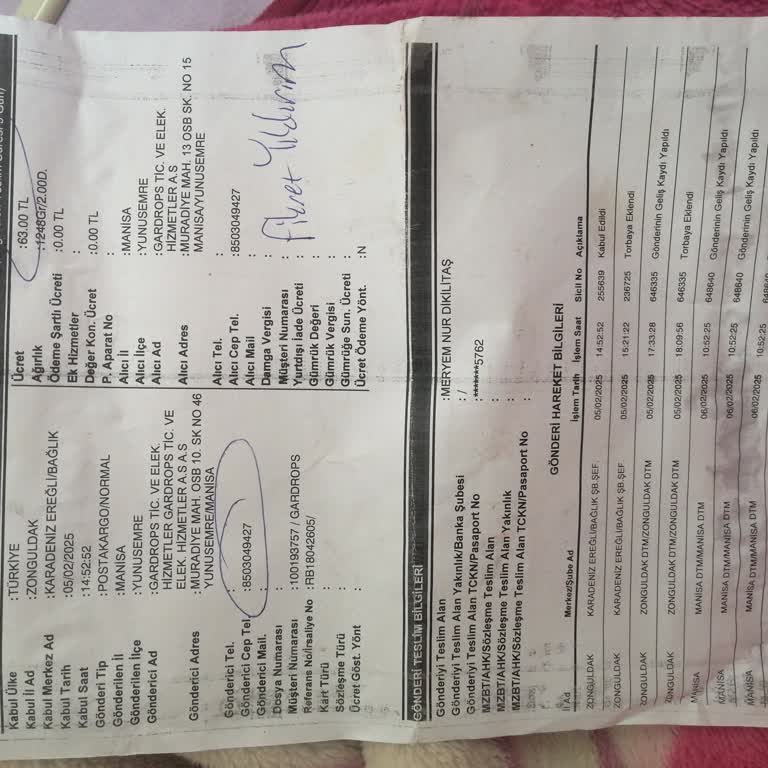 Kabul Ülke :TÜRKİYE
Kabul İl Ad :ZONGULDAK
Kabul Merkez Ad :KARADENİZ EREĞLİ/BAĞLIK
Kabul Tarih :05/02/2025
Kabul Saat :14:52:52
Gönderi Tip :POSTAKARGO/NORMAL
Gönderilen İl :MANİSA
Gönderilen İlçe :YUNUSEMRE
Gönderici Ad :GARDROPS TİC. VE ELEK.
HİZMETLER GARDROPS TİC. VE
ELEK. HİZMETLER A.S A.S
Gönderici Adres :MURADİYE MAH. OSB 10. SK NO 46
YUNUSEMRE/MANİSA
Gönderici Tel. :
Gönderici Cep Tel. :8503049427
Gönderici Mail. :
Dosya Numarası :
Müşteri Numarası :100193757 / GARDROPS
Referans No/İrsaliye No :RB18042605/
Kart Türü :
Sözleşme Türü :
Ücret Göst. Yönt :
Ücret :63.00 TL
Ağırlık :1248Gr/2.00D.
Ödeme Şartlı Ücreti :0.00 TL
Ek Hizmetler :
Değer Kon. Ücret :0.00 TL
P. Aparat No :
Alıcı İl :MANİSA
Alıcı İlçe :YUNUSEMRE
Alıcı Ad :GARDROPS TİC. VE ELEK.
HİZMETLER A.S
Alıcı Adres :MURADİYE MAH. 13 OSB SK. NO 15
MANİSA/YUNUSEMRE
Alıcı Tel. :
Alıcı Cep Tel. :8503049427
Alıcı Mail :
Damga Vergisi :
Müşteri Numarası :
Yurtdışı İade Ücreti :
Gümrük Değeri :
Gümrük Vergisi :
Gümrüğe Sun. Ücreti :
Ücret Ödeme Yönt. :N
Fikret Yıldırım
GÖNDERİ TESLİM BİLGİLERİ
Gönderiyi Teslim Alan :MERYEM NUR DİKİLİTAŞ
Gönderiyi Teslim Alan Yakınlık/Banka Şubesi :/
Gönderiyi Teslim Alan TCKN/Pasaport No :*******5762
MZBT/AHK/Sözleşme Teslim Alan :
MZBT/AHK/Sözleşme Teslim Alan Yakınlık :
MZBT/AHK/Sözleşme Teslim Alan TCKN/Pasaport No :
GÖNDERİ HAREKET BİLGİLERİ
İl Ad Merkez/Şube Ad İşlem Tarih İşlem Saat Sicil No Açıklama
ZONGULDAK KARADENİZ EREĞLİ/BAĞLIK ŞB.ŞEF. 05/02/2025 14:52:52 255639 Kabul Edildi
ZONGULDAK KARADENİZ EREĞLİ/BAĞLIK ŞB.ŞEF. 05/02/2025 15:21:22 236725 Torbaya Eklendi
ZONGULDAK ZONGULDAK DTM/ZONGULDAK DTM 05/02/2025 17:33:28 646335 Gönderinin Geliş Kaydı Yapıldı
ZONGULDAK ZONGULDAK DTM/ZONGULDAK DTM 05/02/2025 18:09:56 646335 Torbaya Eklendi
MANİSA MANİSA DTM/MANİSA DTM 06/02/2025 10:52:25 648640 Gönderinin Geliş Kaydı Yapıldı
MANİSA MANİSA DTM/MANİSA DTM 06/02/2025 10:52:25 648640 Gönderinin Geliş Kaydı Yapıldı
MANİSA MANİSA DTM/MANİSA DTM 06/02/2025 10:52:25 648640 Gönderinin Geliş Kaydı Yapıldı